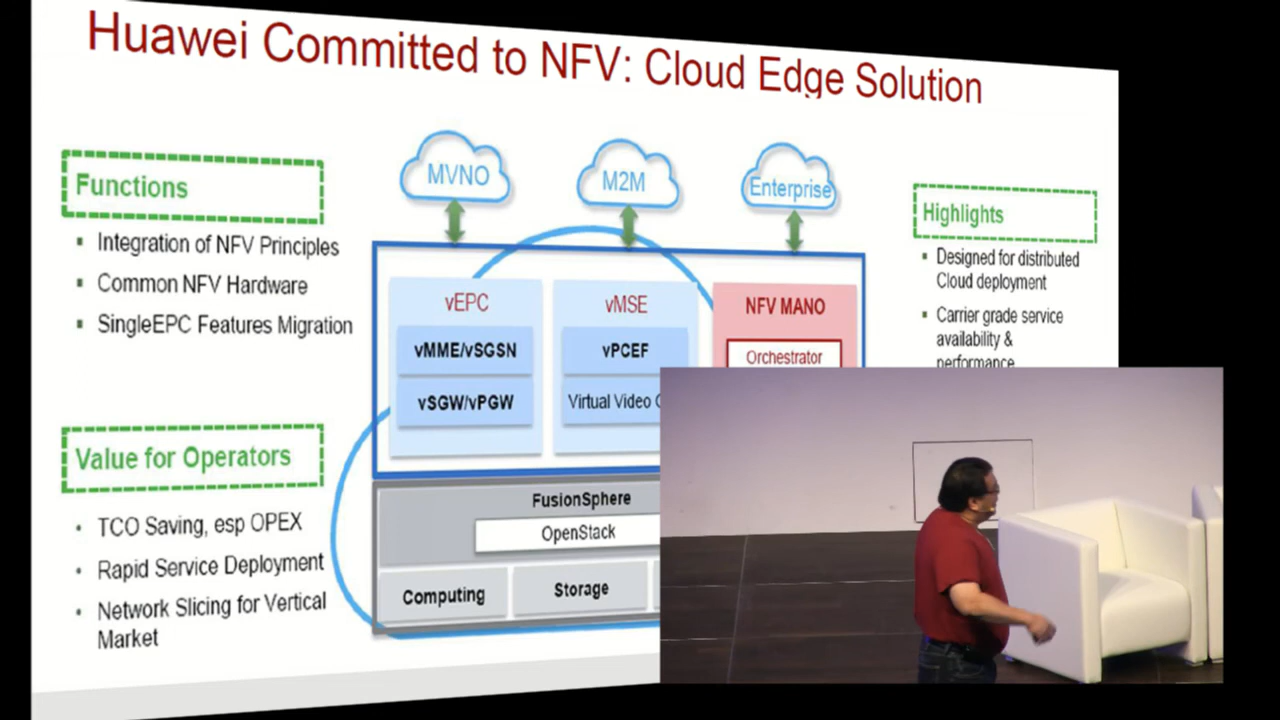 Huawei Committed to NFV: Cloud Edge Solution
Functions
▪ Integration of NFV Principles
▪ Common NFV Hardware
▪ SingleEPC Features Migration
Value for Operators
• TCO Saving, esp OPEX
• Rapid Service Deployment
• Network Slicing for Vertical
Market
MVNO
M2M
Enterprise
vEPC
vMME/vSGSN
vSGW/vPGW
vMSE
vPCEF
Virtual Video
NFV MANO
Orchestrator
FusionSphere
OpenStack
Computing
Storage
Highlights
▪ Designed for distributed
Cloud deployment
▪ Carrier grade service
availability &
performance